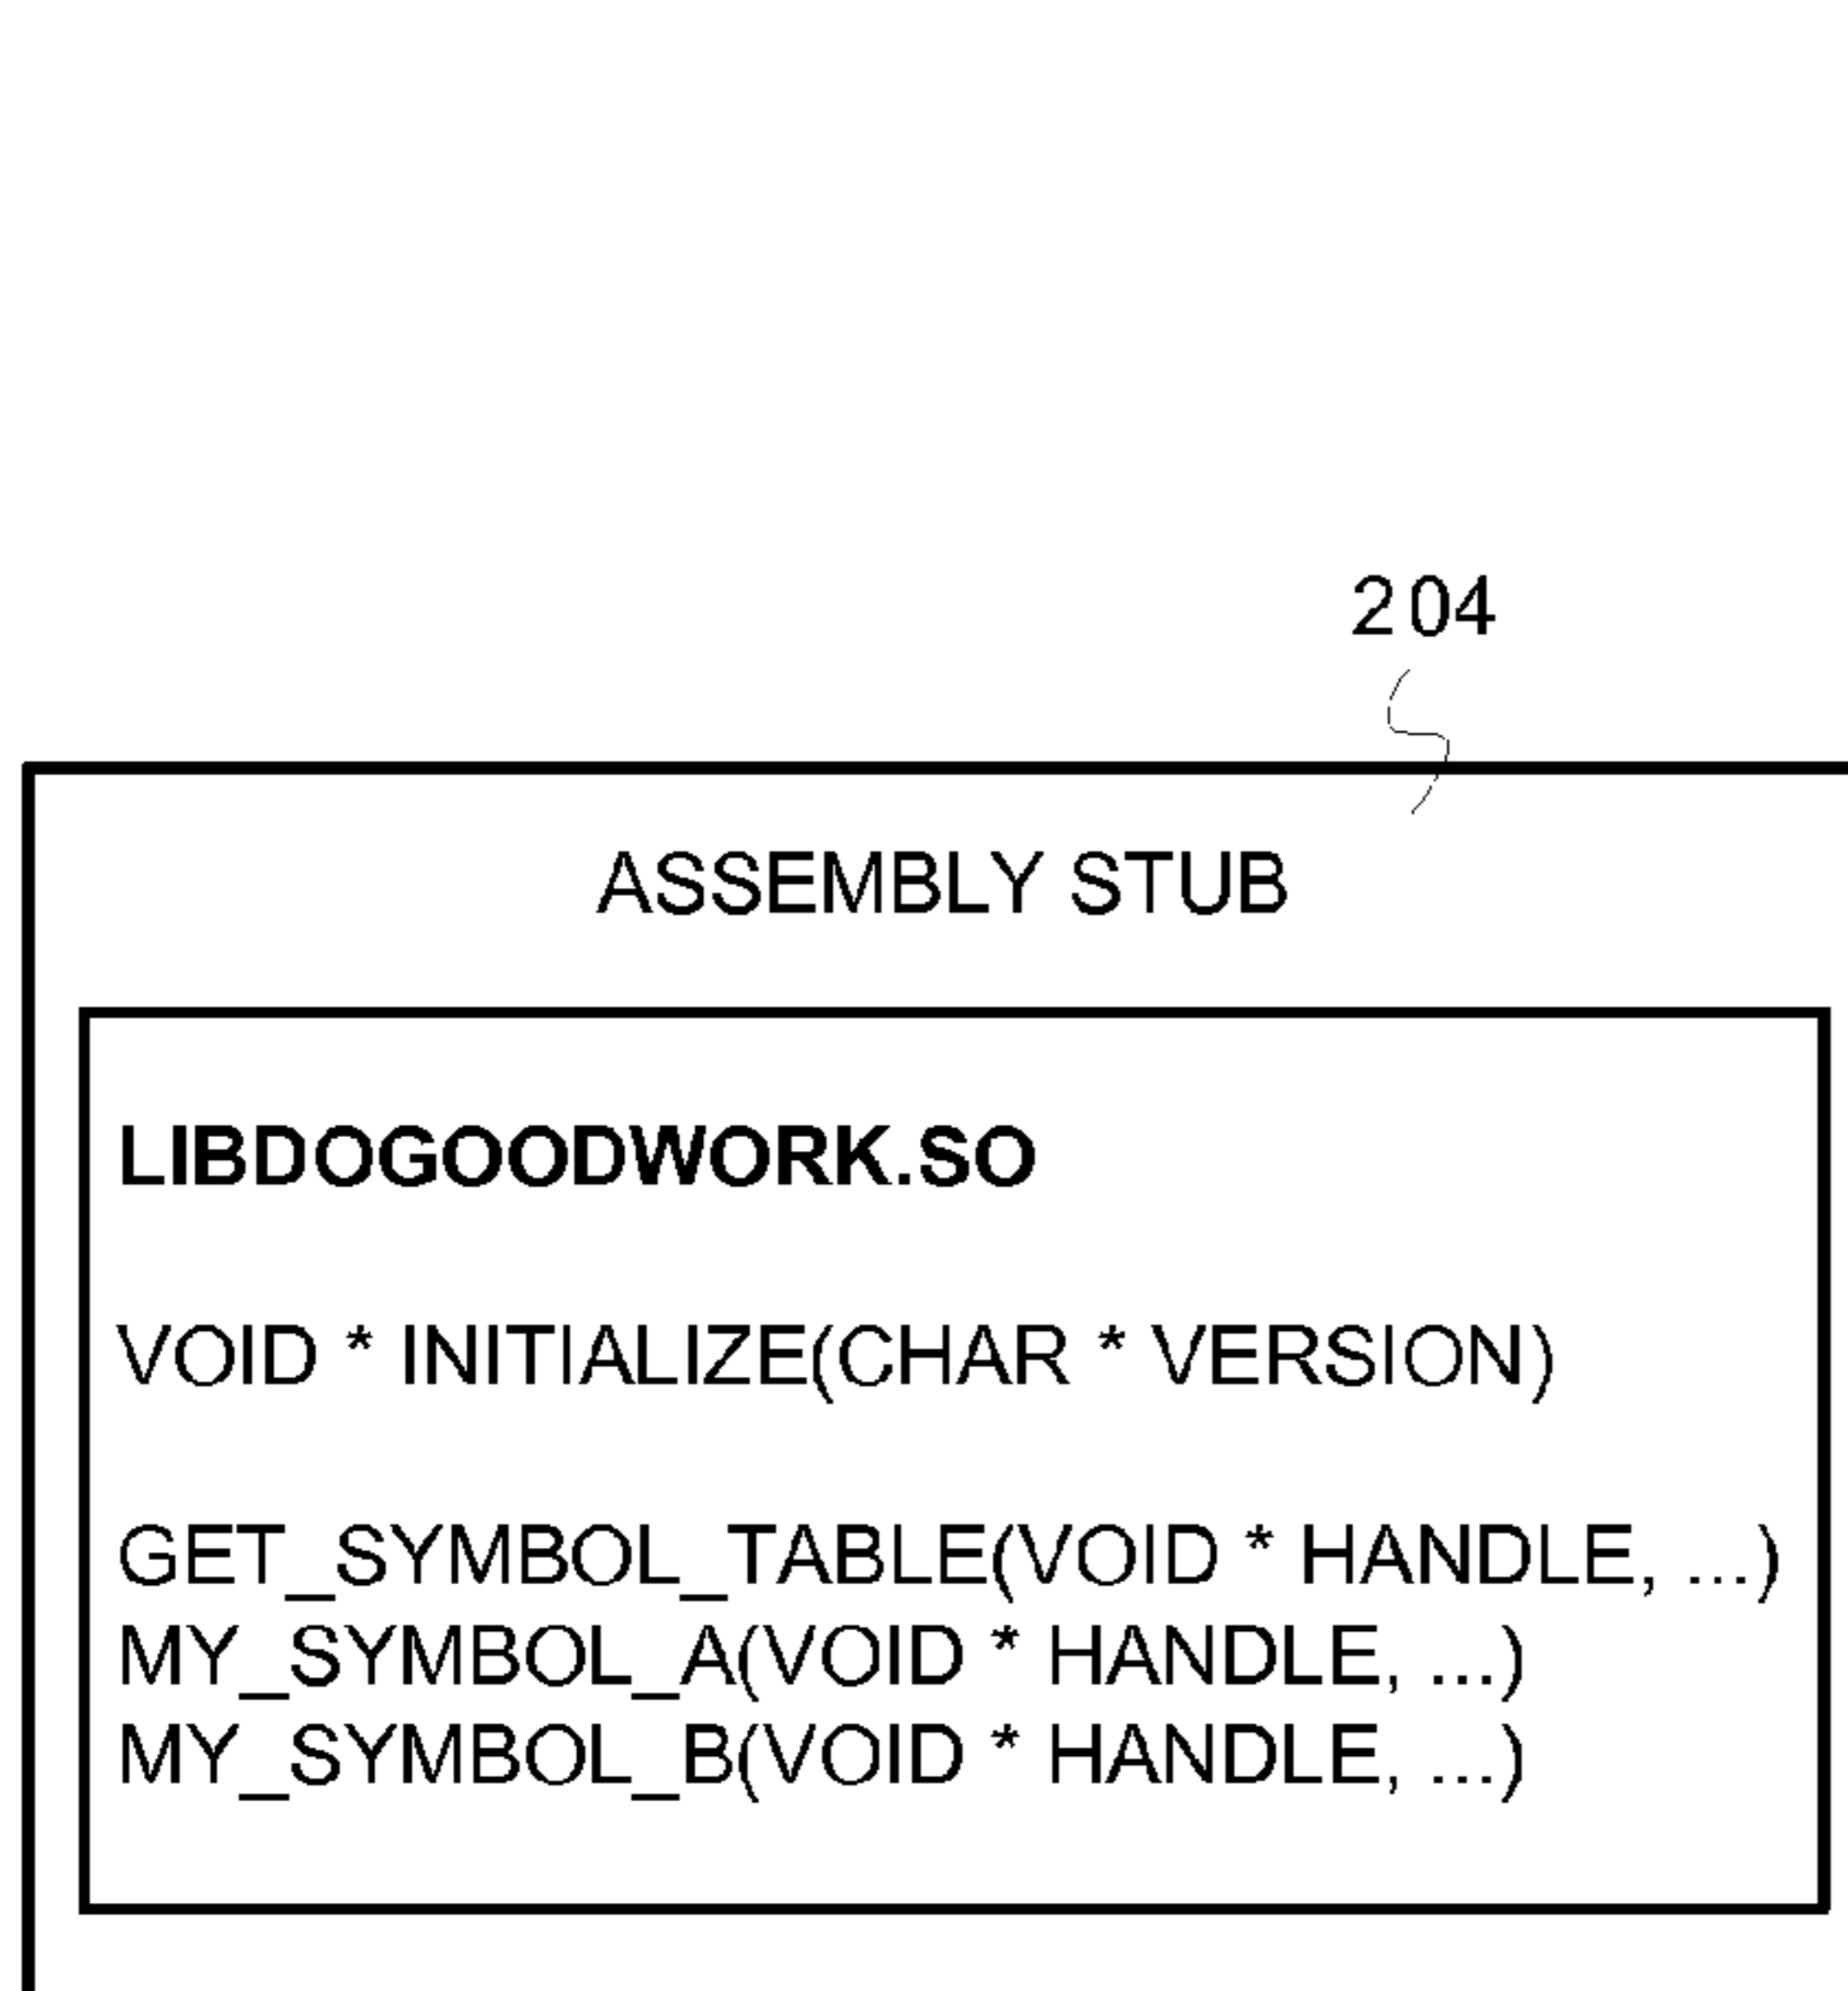 204
ASSEMBLY STUB
LIBDOGOODWORK.SO
VOID * INITIALIZE(CHAR * VERSION)
GET_SYMBOL_TABLE(VOID * HANDLE, ...)
MY_SYMBOL_A(VOID * HANDLE, ...)
MY_SYMBOL_B(VOID * HANDLE, ...)